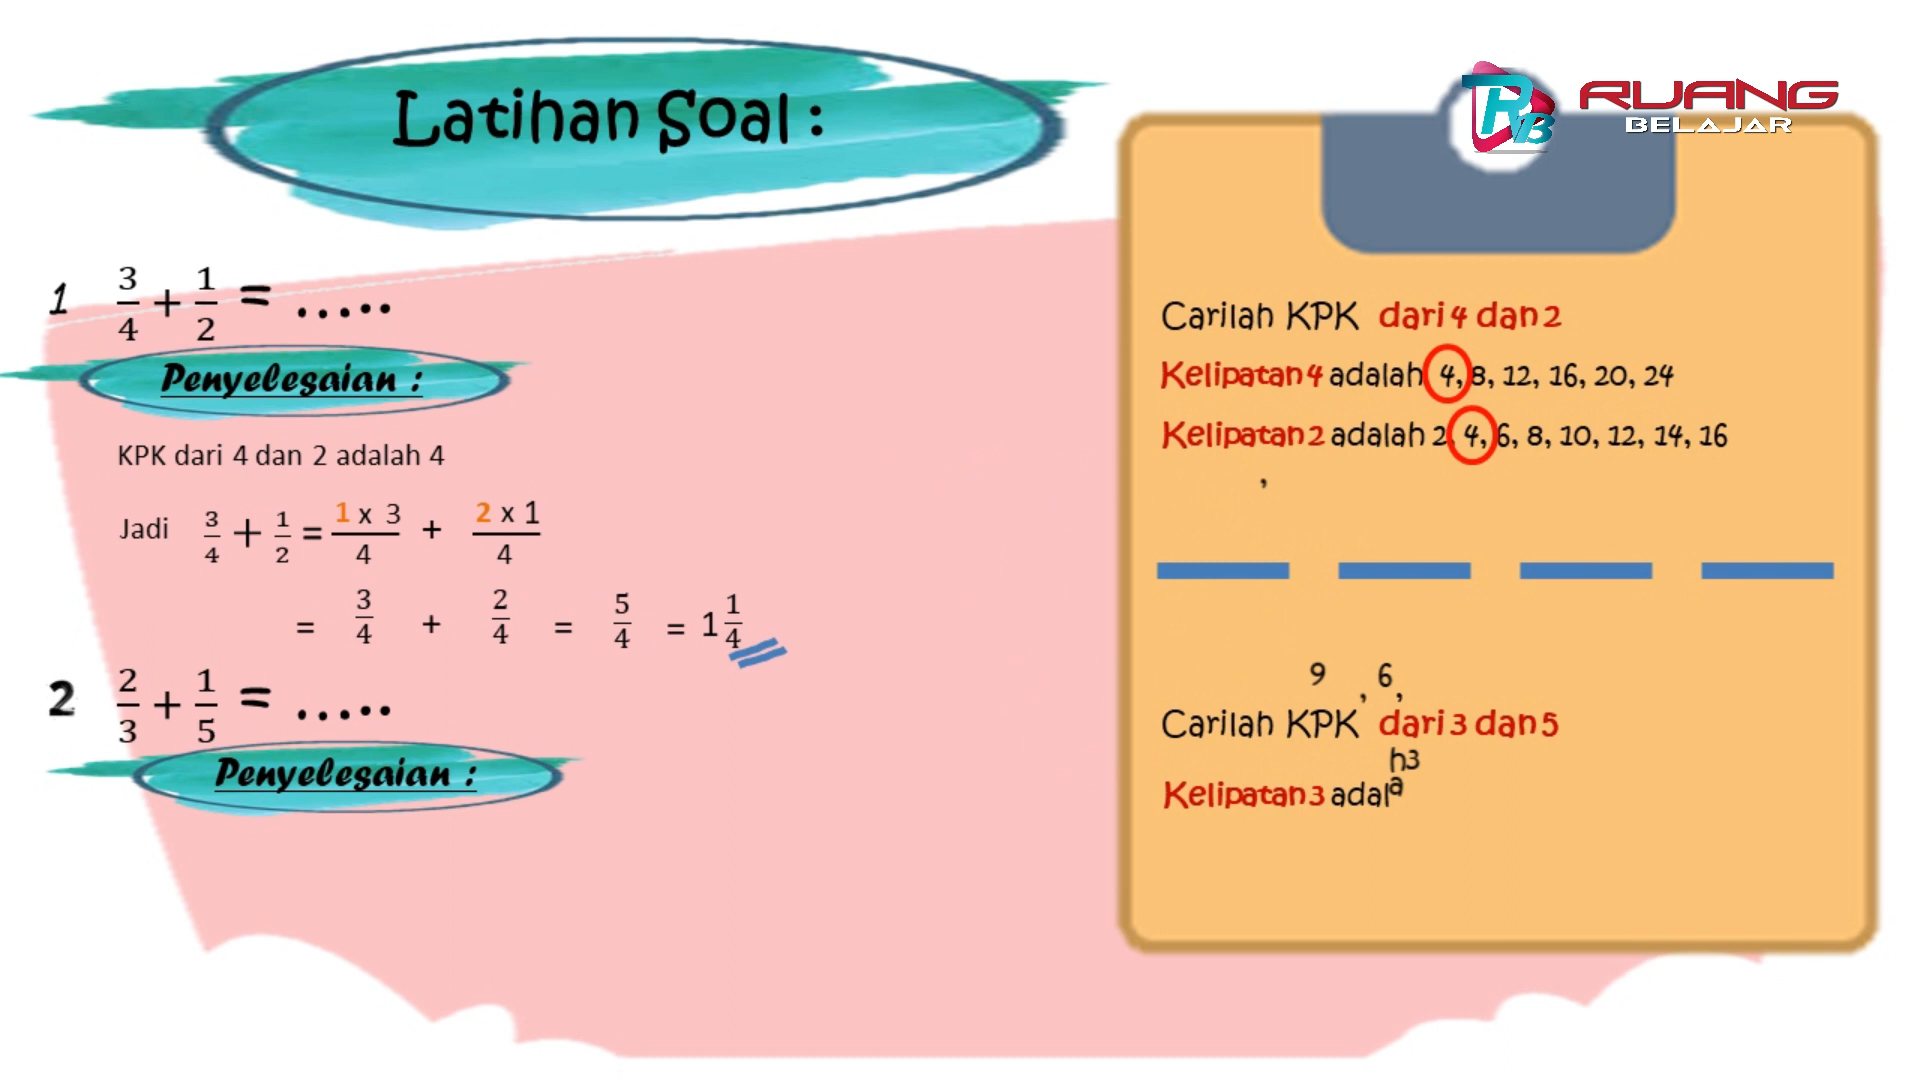 Latihan Soal :
RB RUANG
BELAJAR
1 3/4 + 1/2 = .....
Penyelesaian :
KPK dari 4 dan 2 adalah 4
Jadi 3/4 + 1/2 = 1 x 3/4 + 2 x 1/4
= 3/4 + 2/4 = 5/4 = 1 1/4
2 2/3 + 1/5 = .....
Penyelesaian :
Carilah KPK dari 4 dan 2
Kelipatan 4 adalah 4, 8, 12, 16, 20, 24
Kelipatan 2 adalah 2, 4, 6, 8, 10, 12, 14, 16
,
9 , 6,
Carilah KPK dari 3 dan 5
h3
Kelipatan 3 adala